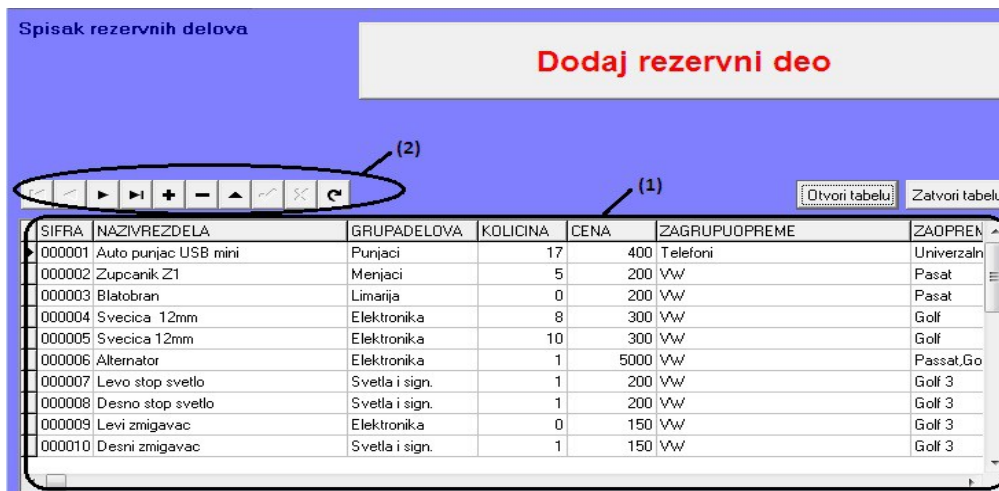 Spisak rezervnih delova
Dodaj rezervni deo
(2)
(1)
Otvori tabelu Zatvori tabelu
SIFRA NAZIVREZDELA GRUPADELOVA KOLICINA CENA ZAGRUPUOPREME ZAOPREM
000001 Auto punjac USB mini Punjaci 17 400 Telefoni Univerzaln
000002 Zupcanik Z1 Menjaci 5 200 VW Pasat
000003 Blatobran Limarija 0 200 VW Pasat
000004 Svecica 12mm Elektronika 8 300 VW Golf
000005 Svecica 12mm Elektronika 10 300 VW Golf
000006 Alternator Elektronika 1 5000 VW Passat,Go
000007 Levo stop svetlo Svetla i sign. 1 200 VW Golf 3
000008 Desno stop svetlo Svetla i sign. 1 200 VW Golf 3
000009 Levi zmigavac Elektronika 0 150 VW Golf 3
000010 Desni zmigavac Svetla i sign. 1 150 VW Golf 3